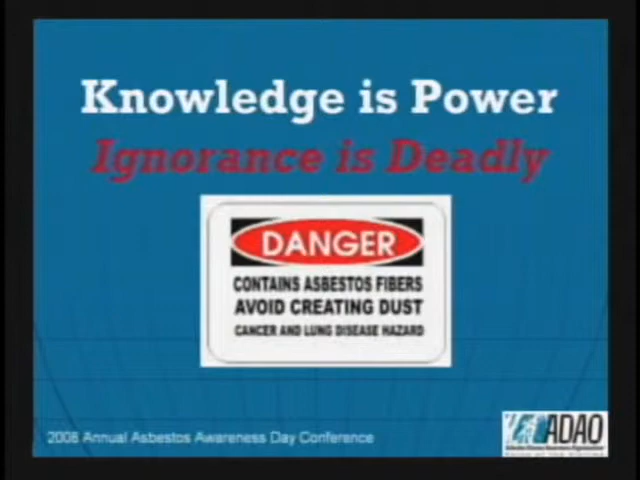 Knowledge is Power
Ignorance is Deadly
DANGER
CONTAINS ASBESTOS FIBERS
AVOID CREATING DUST
CANCER AND LUNG DISEASE HAZARD
2008 Annual Asbestos Awareness Day Conference
ADAO